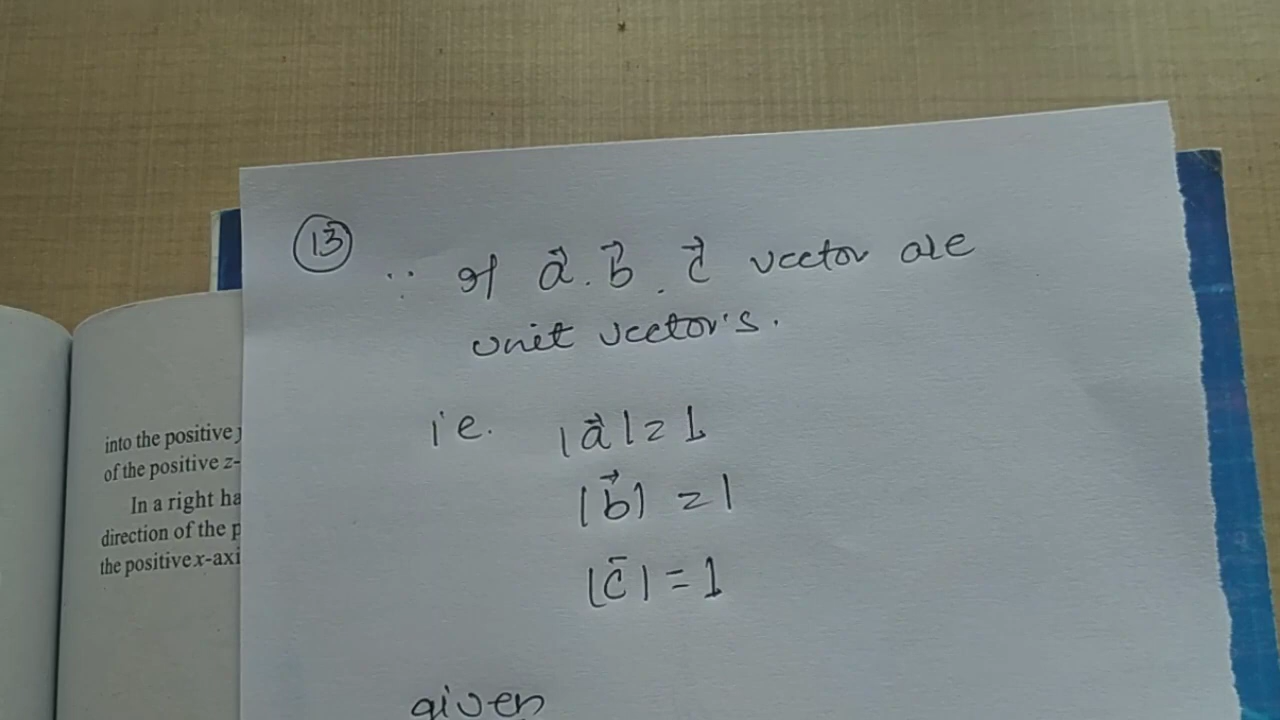 into the positive
of the positive z-
In a right ha
direction of the p
the positive x-axi
13
∵ If a⃗. b⃗. c⃗ vector are
unit vector's.
i e. |a⃗| = 1
|b⃗| = 1
|c̄| = 1
given